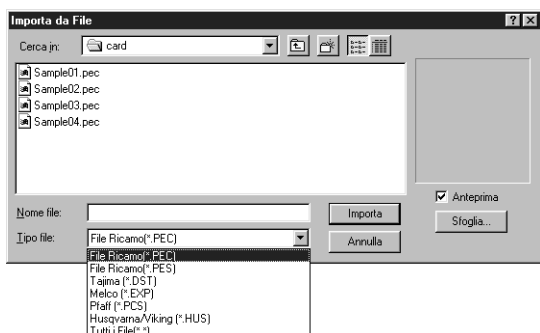 Importa da File
Cerca in: card
Sample01.pec
Sample02.pec
Sample03.pec
Sample04.pec
Anteprima
Nome file: Importa Sfoglia...
Tipo file: File Ricamo(*.PEC) Annulla
File Ricamo(*.PEC)
File Ricamo(*.PES)
Tajima (*.DST)
Melco (*.EXP)
Pfaff (*.PCS)
Husqvarna/Viking (*.HUS)
Tutti i File(*.*)